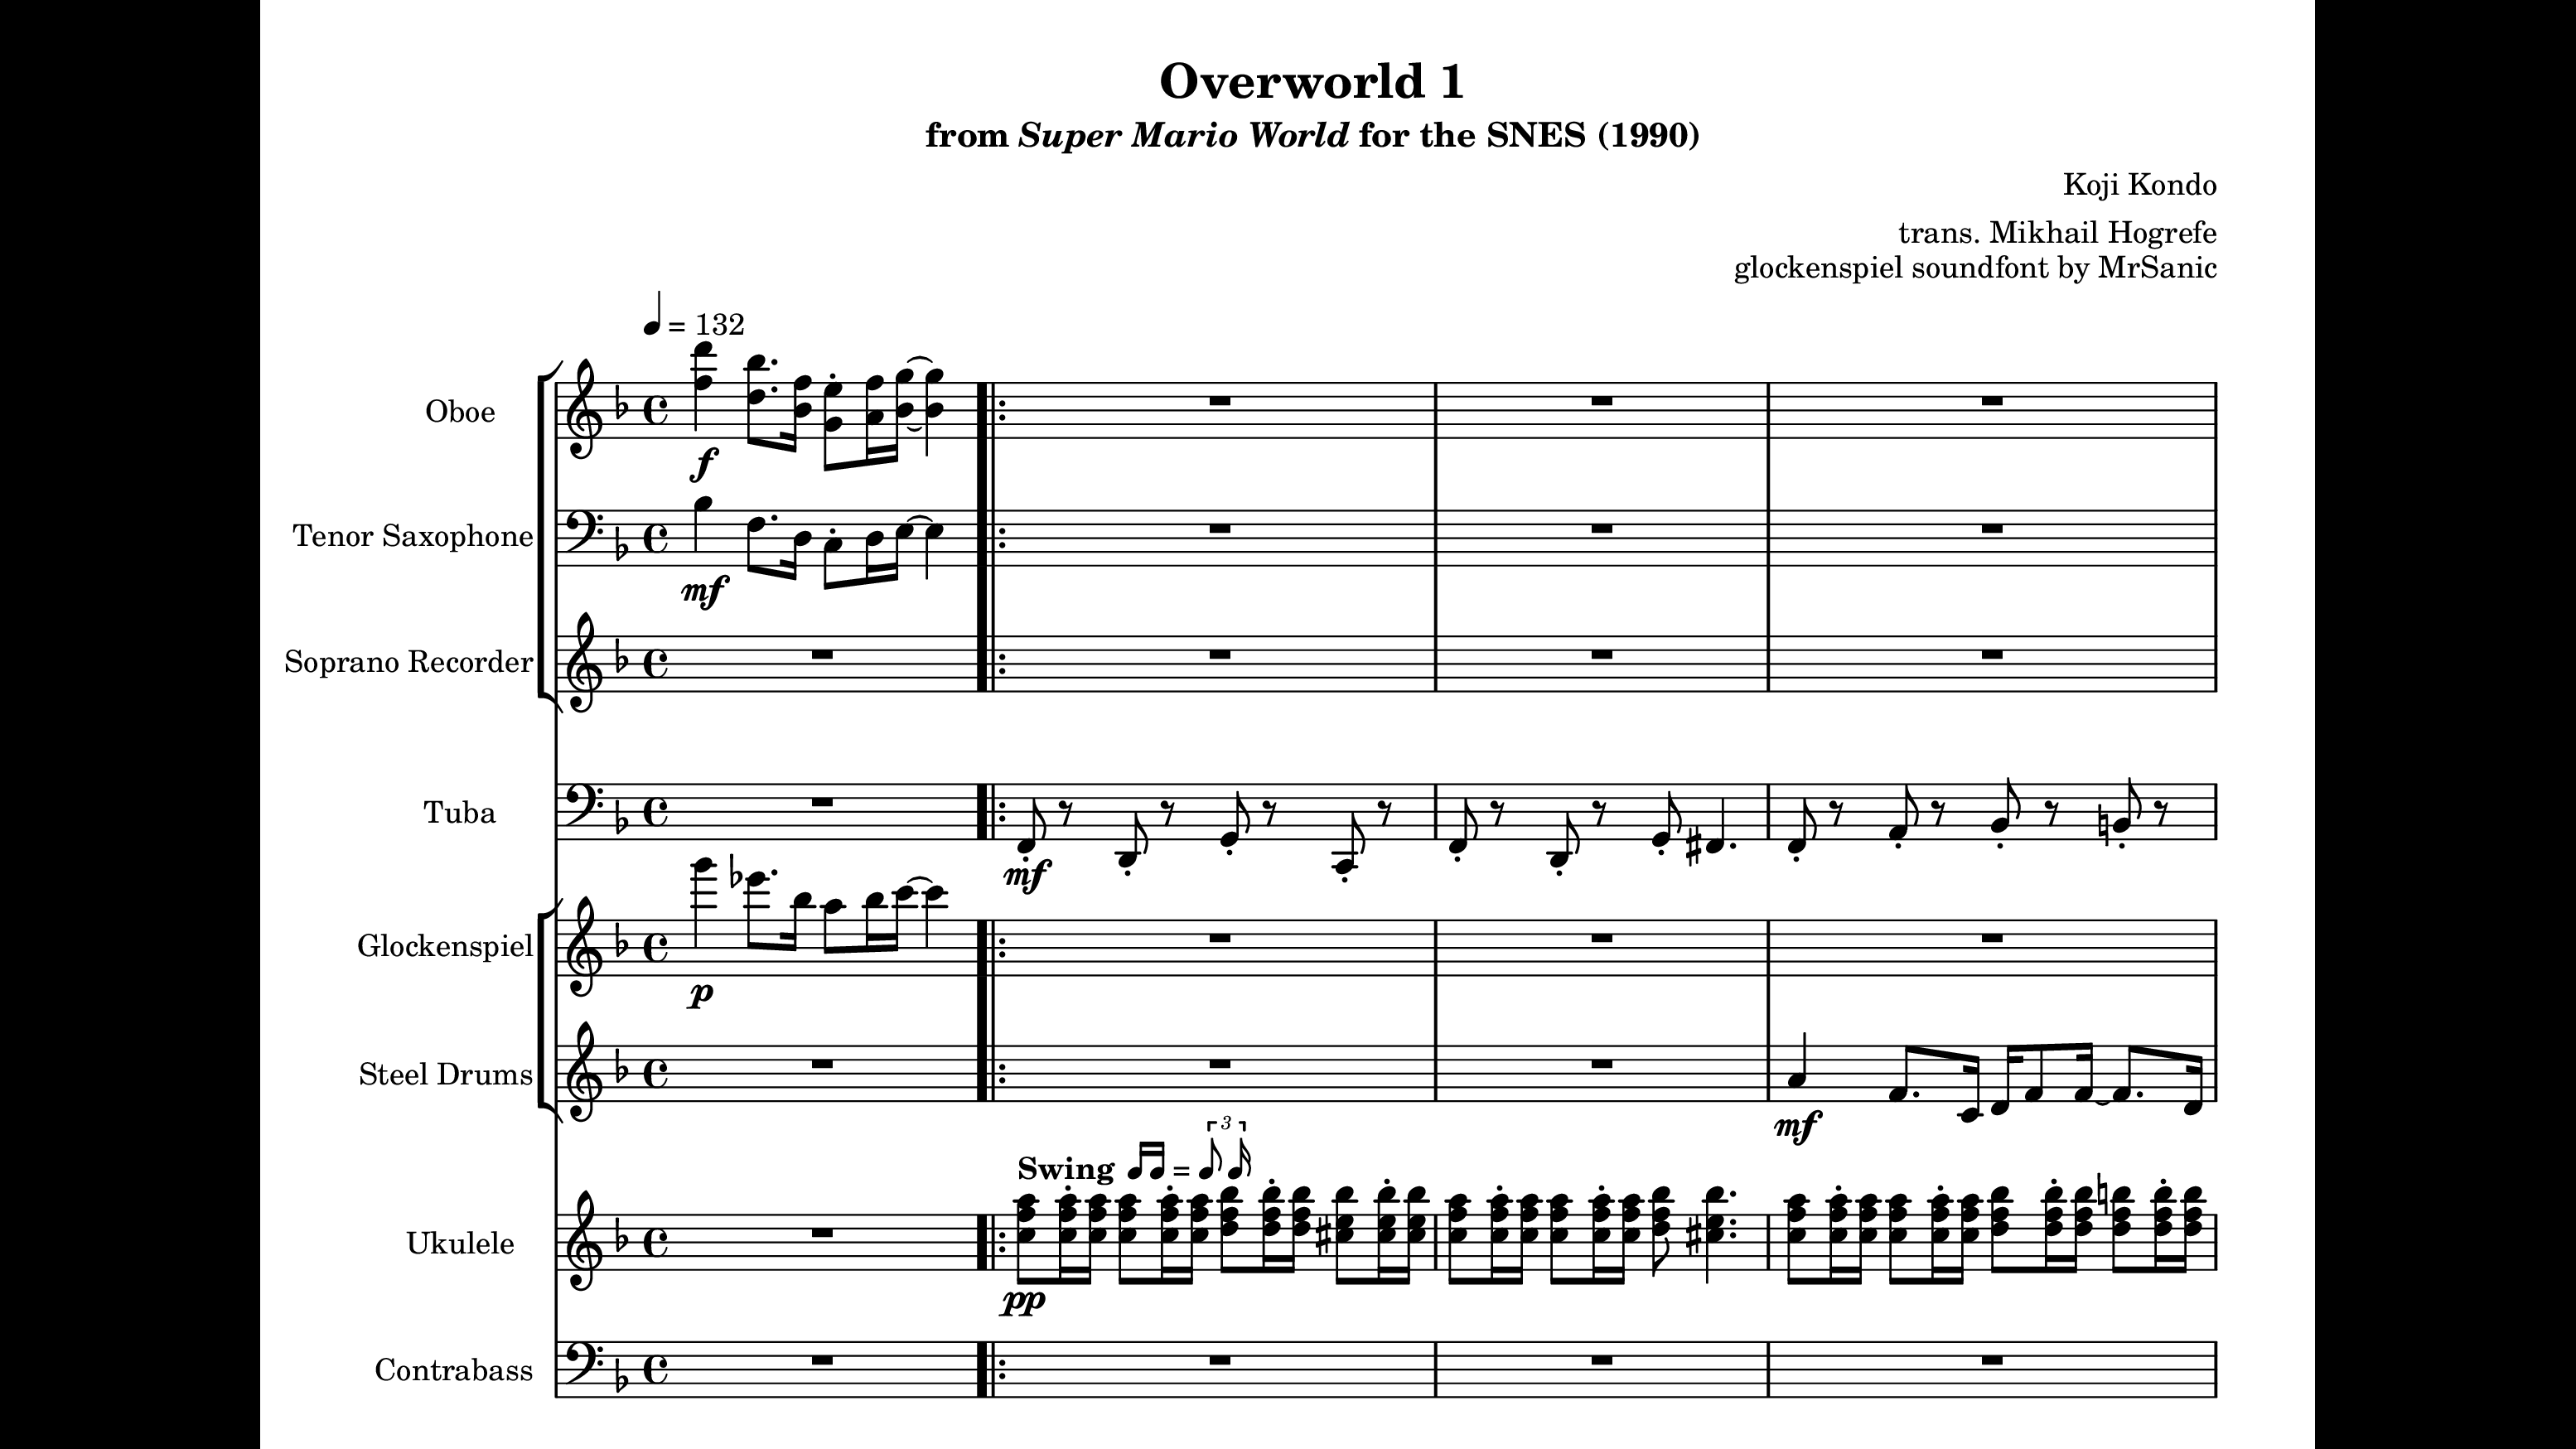 Overworld 1
from Super Mario World for the SNES (1990)
Koji Kondo
trans. Mikhail Hogrefe
glockenspiel soundfont by MrSanic
= 132
Oboe
f
Tenor Saxophone
mf
Soprano Recorder
Tuba
mf
Glockenspiel
p
Steel Drums
mf
Swing = 3
Ukulele
pp
Contrabass